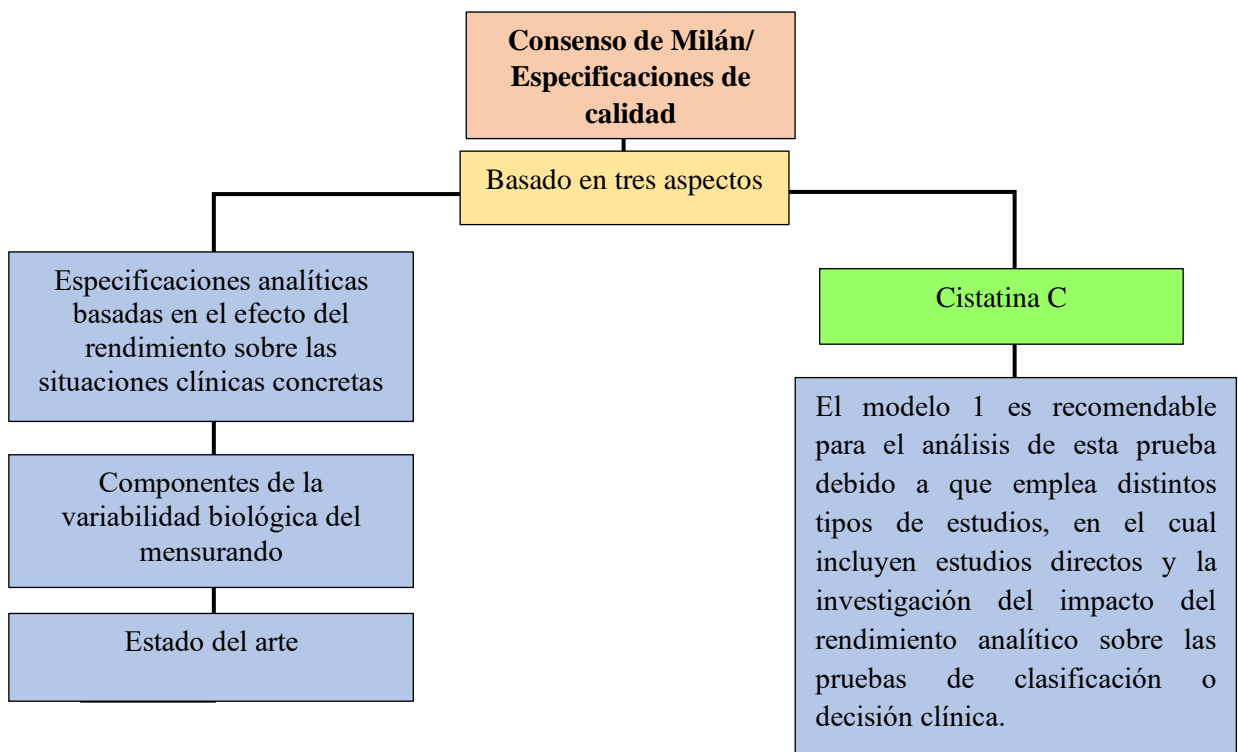 Consenso de Milán/
Especificaciones de
calidad
Basado en tres aspectos
Especificaciones analíticas
basadas en el efecto del
rendimiento sobre las
situaciones clínicas concretas
Componentes de la
variabilidad biológica del
mensurando
Estado del arte
Cistatina C
El modelo 1 es recomendable
para el análisis de esta prueba
debido a que emplea distintos
tipos de estudios, en el cual
incluyen estudios directos y la
investigación del impacto del
rendimiento analítico sobre las
pruebas de clasificación o
decisión clínica.